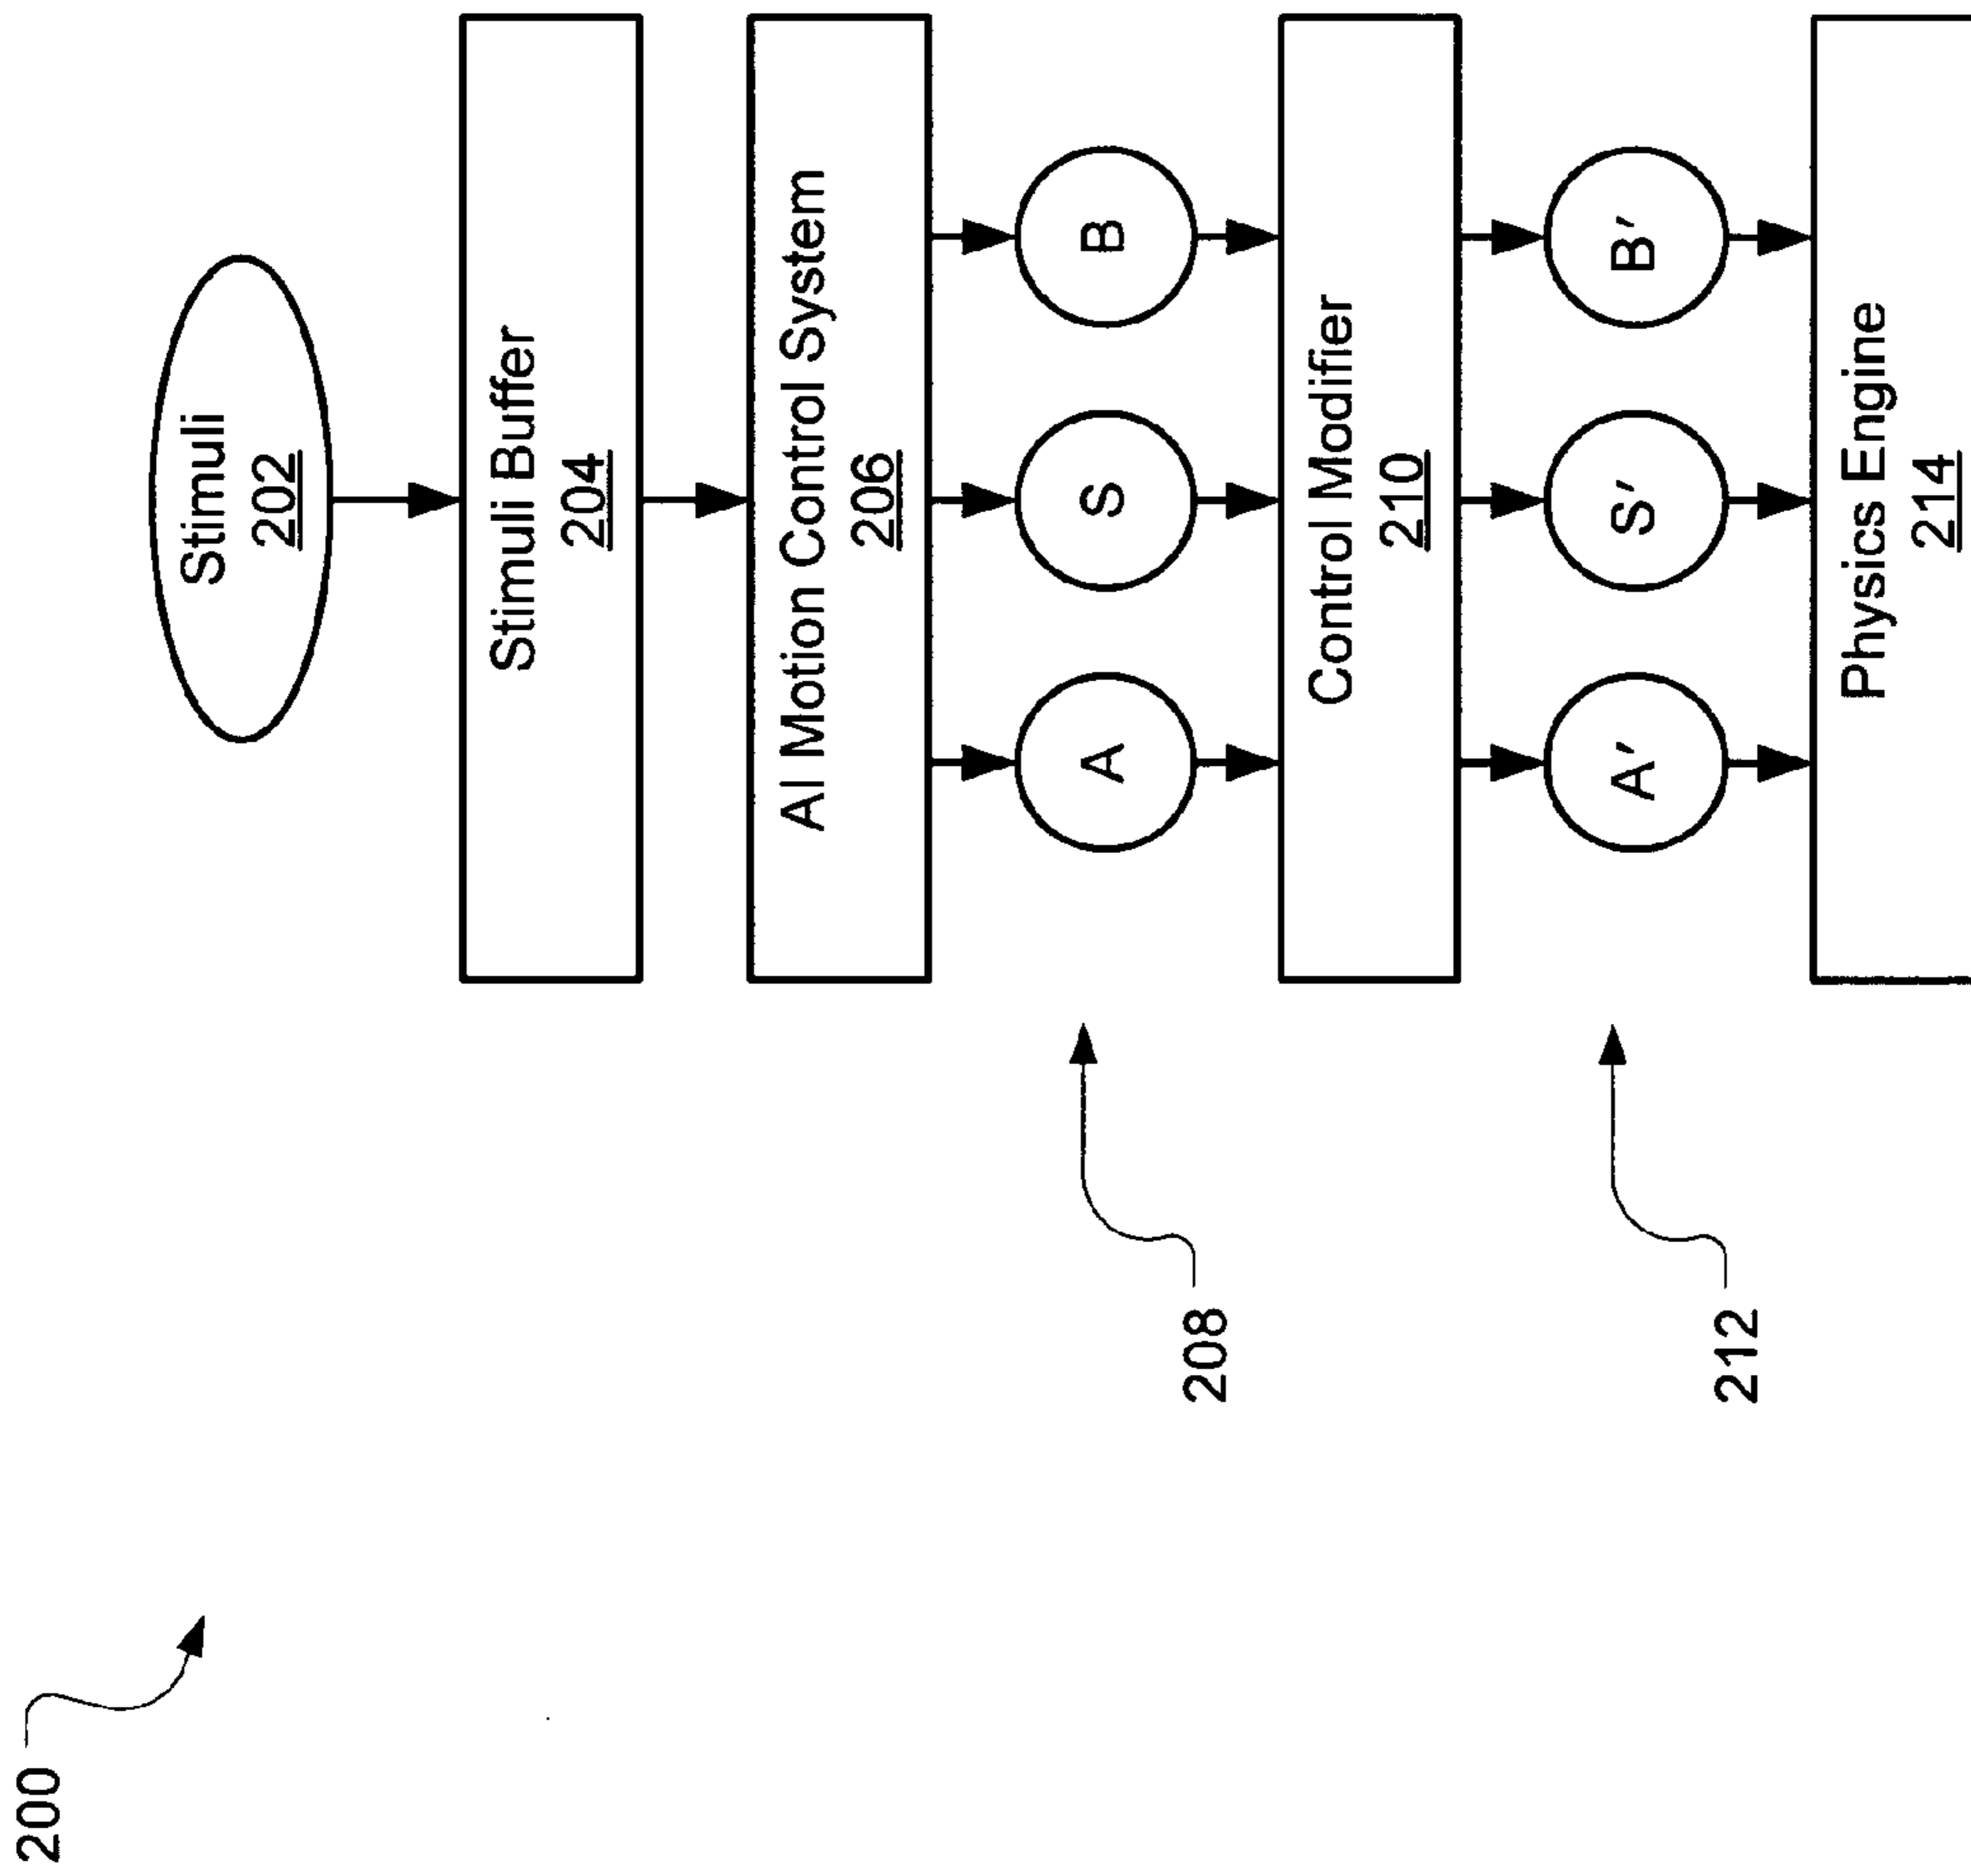 200
Stimuli
202
Stimuli Buffer
204
AI Motion Control System
206
A
S
B
208
Control Modifier
210
A′
S′
B′
212
Physics Engine
214